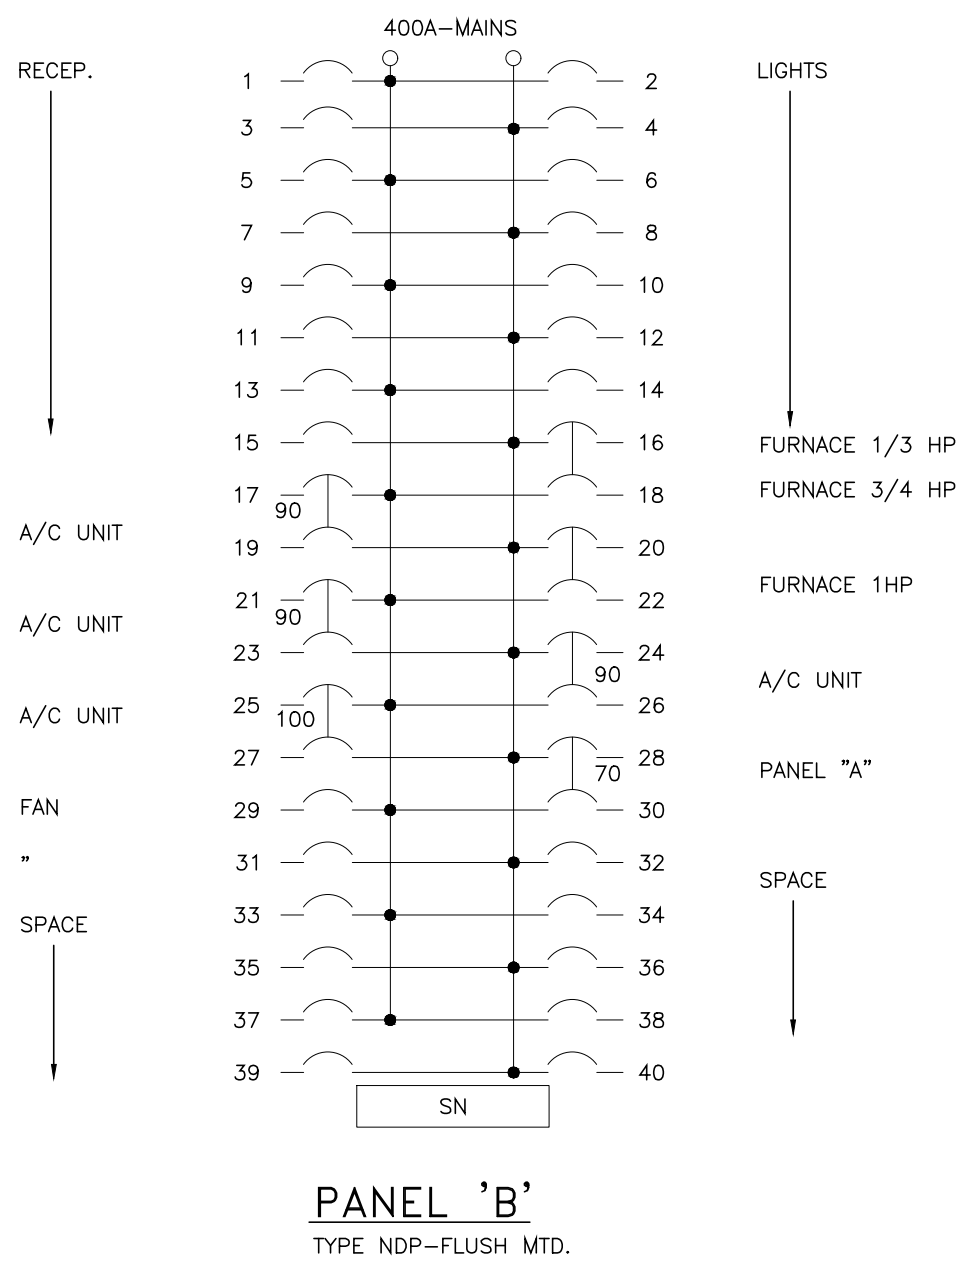 400A-MAINS
RECEP. 1 2 LIGHTS
3 4
5 6
7 8
9 10
11 12
13 14
15 16 FURNACE 1/3 HP
17 18 FURNACE 3/4 HP
90
A/C UNIT 19 20
21 22 FURNACE 1HP
A/C UNIT 90
23 24
90 A/C UNIT
25 26
A/C UNIT 100
27 28
70 PANEL "A"
FAN 29 30
" 31 32
SPACE
33 34
SPACE
35 36
37 38
39 40
SN
PANEL 'B'
TYPE NDP-FLUSH MTD.